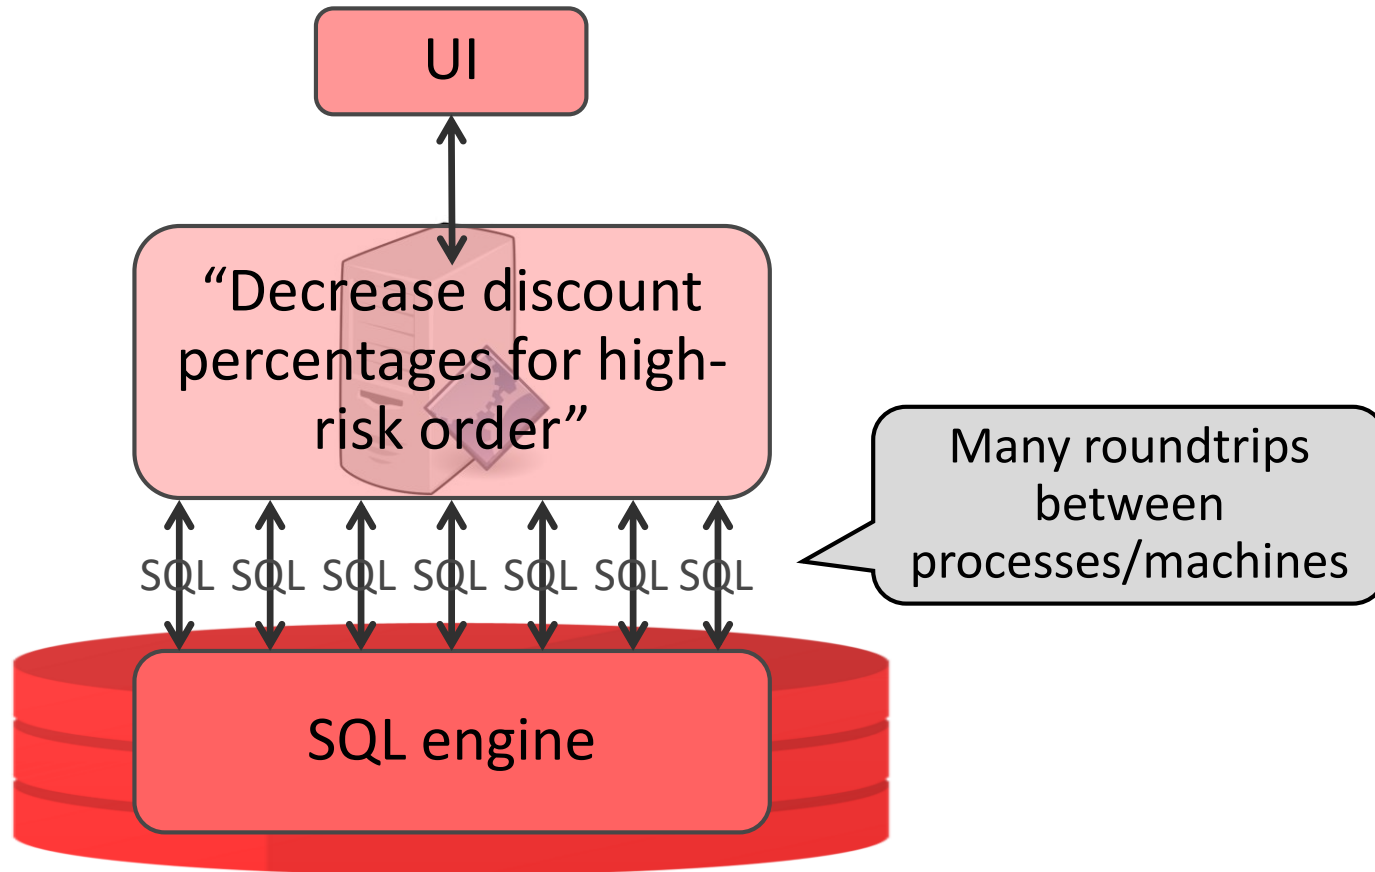 UI
“Decrease discount
percentages for high-
risk order”
Many roundtrips
between
processes/machines
SQL SQL SQL SQL SQL SQL SQL
SQL engine